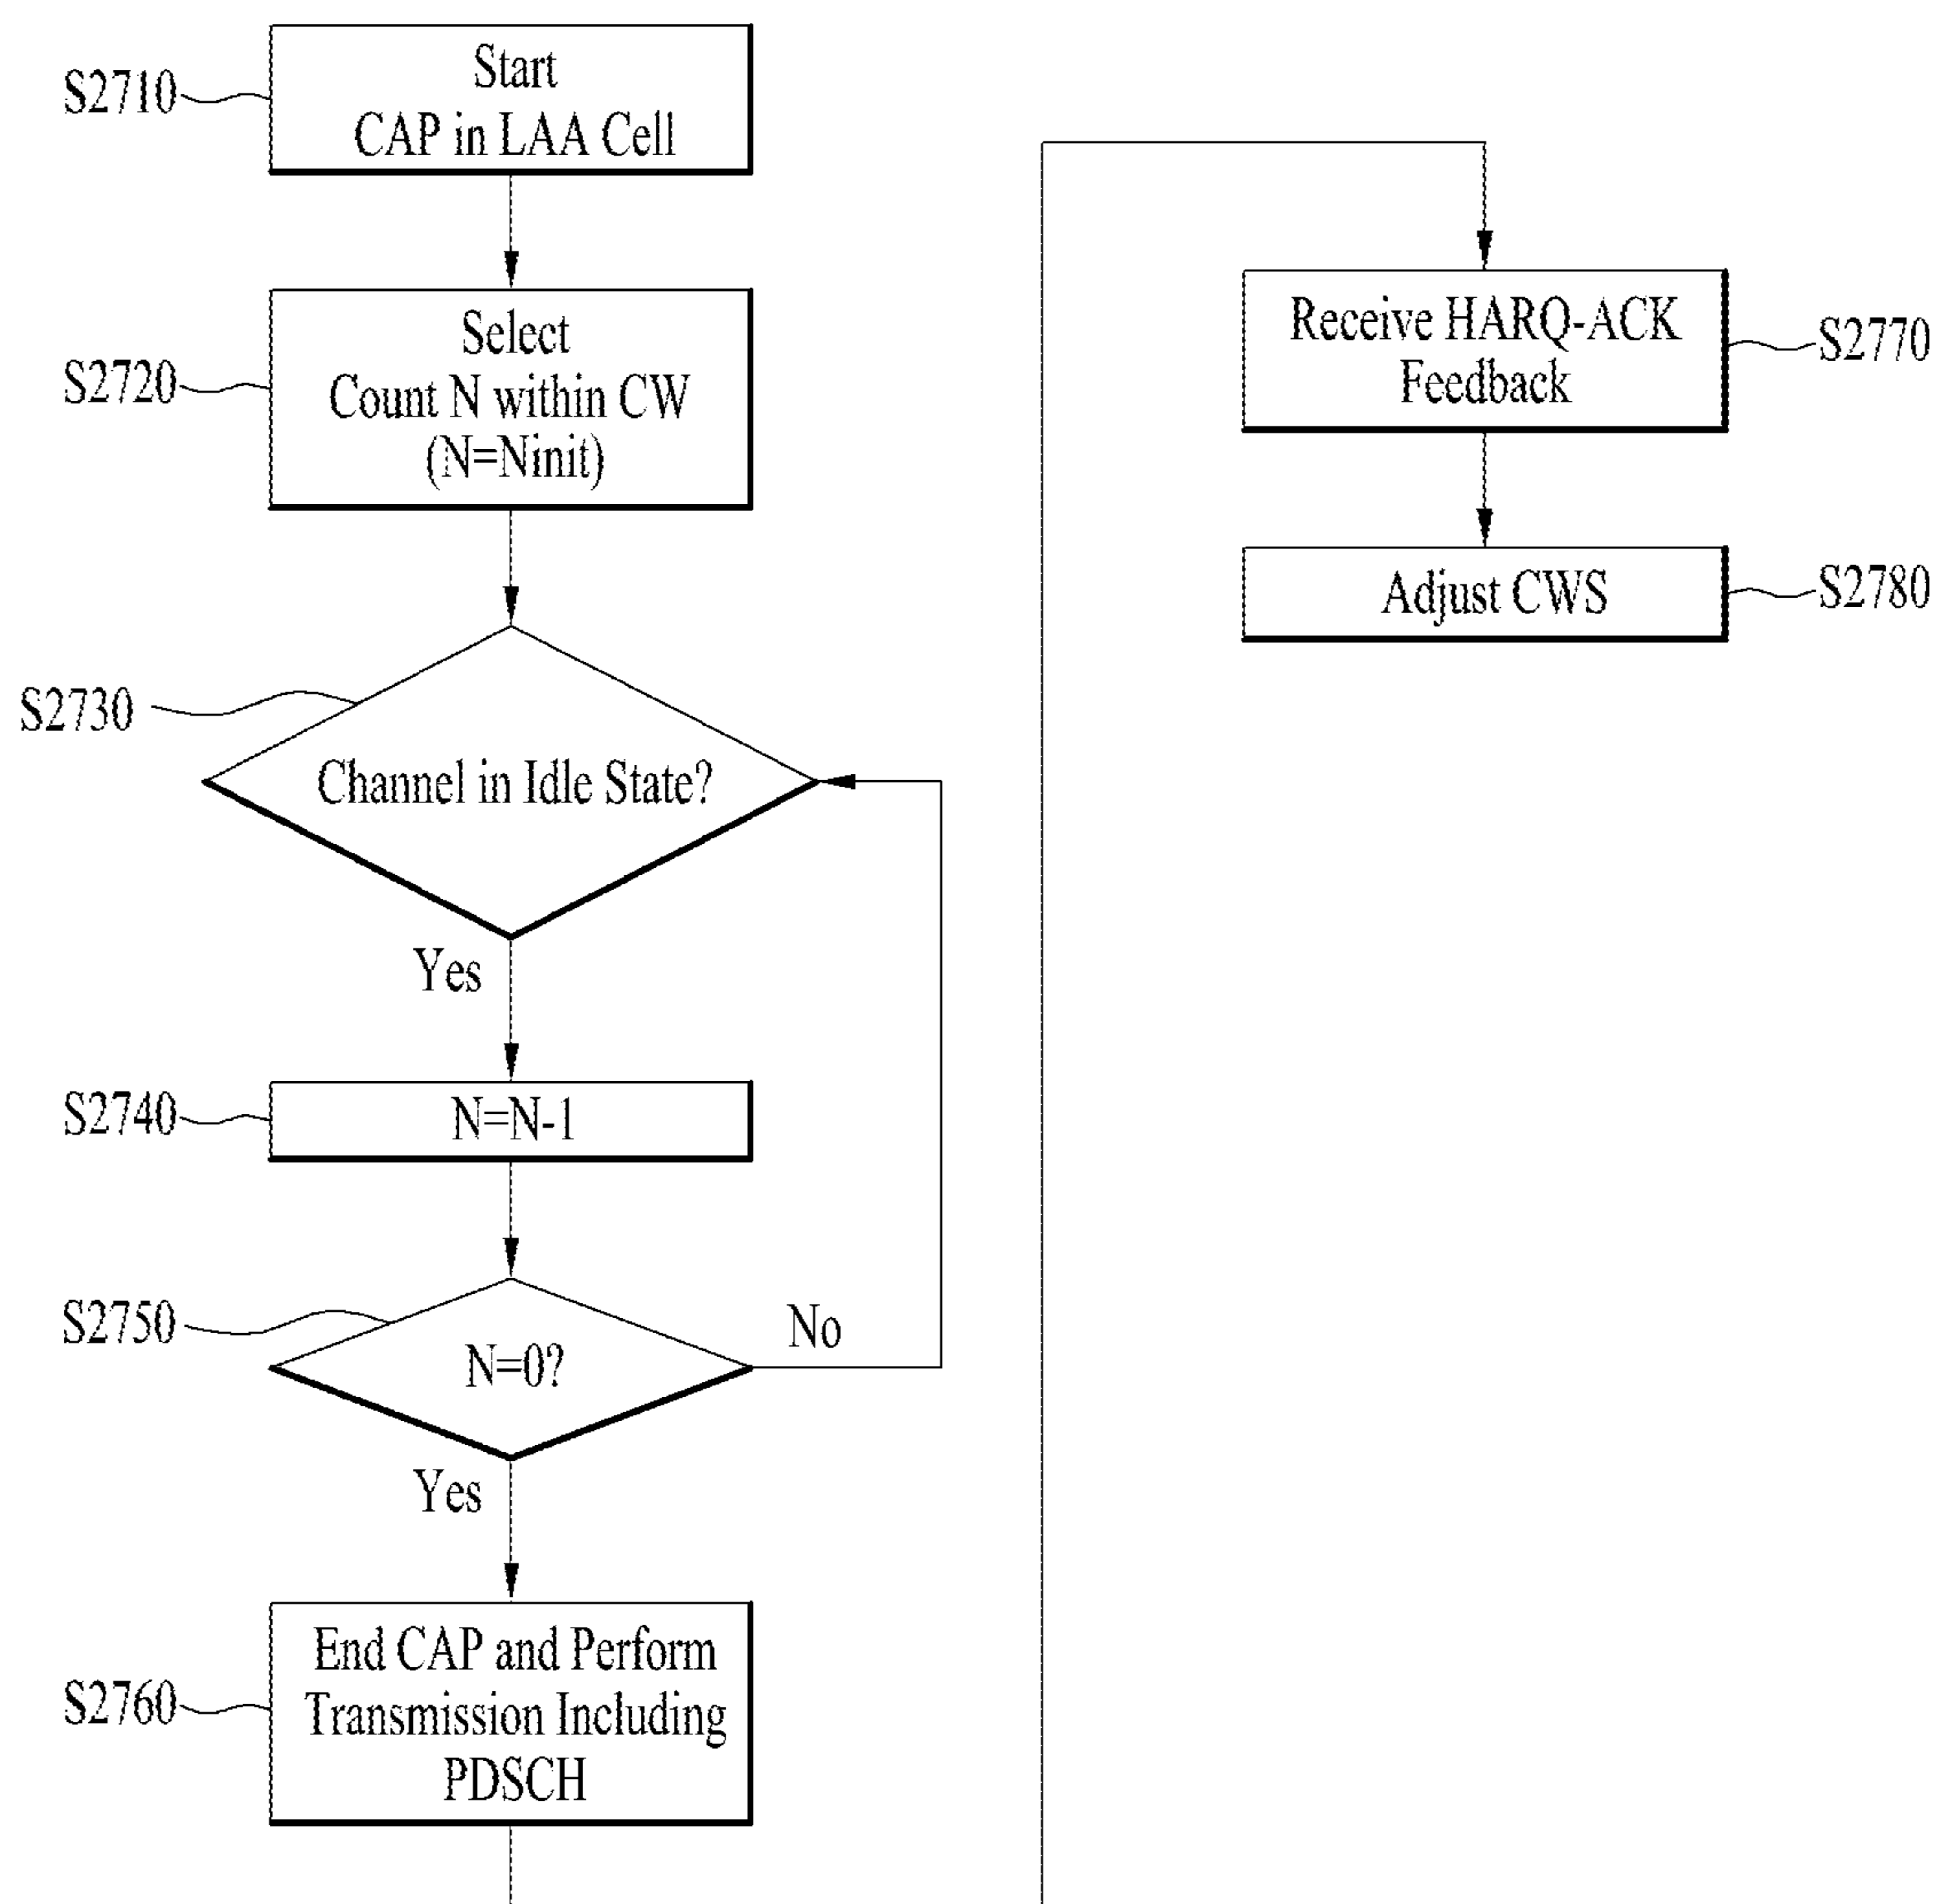 S2710
Start
CAP in LAA Cell
S2720
Select
Count N within CW
(N=Ninit)
S2730
Channel in Idle State?
Yes
S2740
N=N-1
S2750
N=0?
No
Yes
S2760
End CAP and Perform
Transmission Including
PDSCH
Receive HARQ-ACK
Feedback
S2770
Adjust CWS
S2780